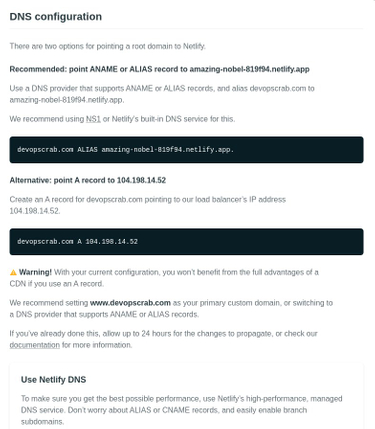 DNS configuration
There are two options for pointing a root domain to Netlify.
Recommended: point ANAME or ALIAS record to amazing-nobel-819f94.netlify.app
Use a DNS provider that supports ANAME or ALIAS records, and alias devopscrab.com to
amazing-nobel-819f94.netlify.app.
We recommend using NS1 or Netlify's built-in DNS service for this.
devopscrab.com ALIAS amazing-nobel-819f94.netlify.app.
Alternative: point A record to 104.198.14.52
Create an A record for devopscrab.com pointing to our load balancer's IP address
104.198.14.52.
devopscrab.com A 104.198.14.52
⚠ Warning! With your current configuration, you won't benefit from the full advantages of a
CDN if you use an A record.
We recommend setting www.devopscrab.com as your primary custom domain, or switching to
a DNS provider that supports ANAME or ALIAS records.
If you've already done this, allow up to 24 hours for the changes to propagate, or check our
documentation for more information.
Use Netlify DNS
To make sure you get the best possible performance, use Netlify's high-performance, managed
DNS service. Don't worry about ALIAS or CNAME records, and easily enable branch
subdomains.